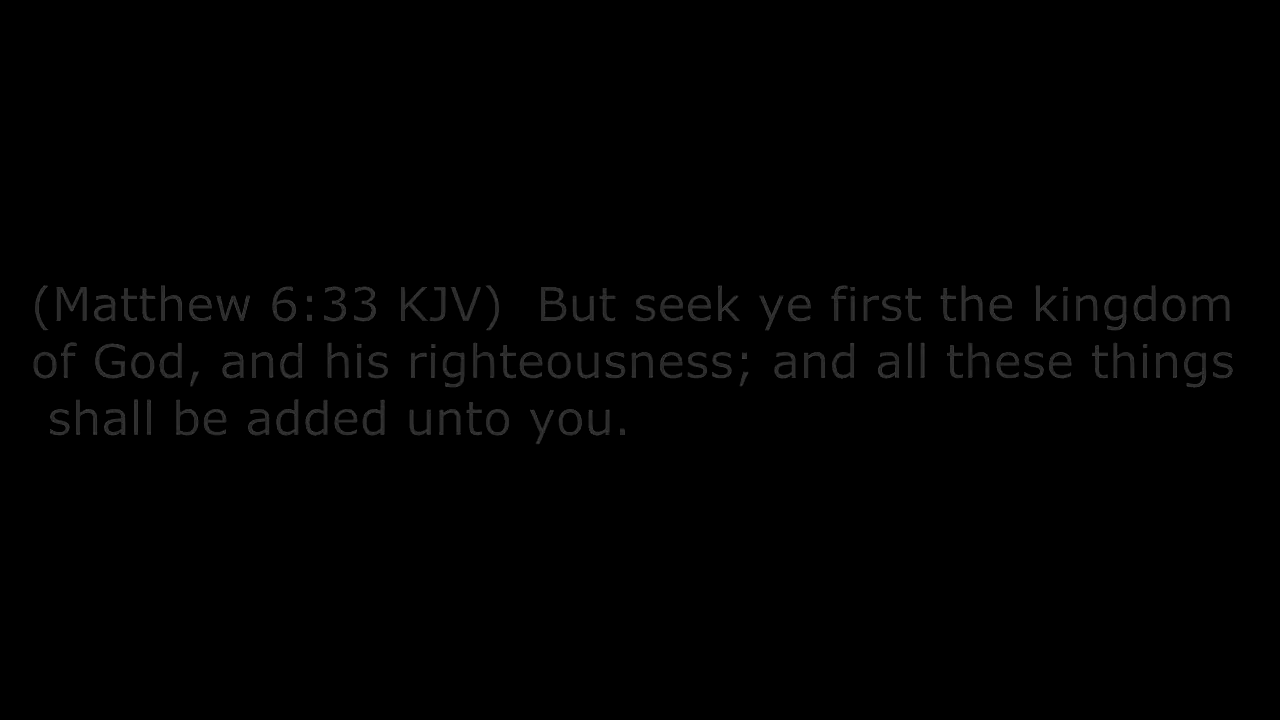 (Matthew 6:33 KJV)  But seek ye first the kingdom
of God, and his righteousness; and all these things
shall be added unto you.